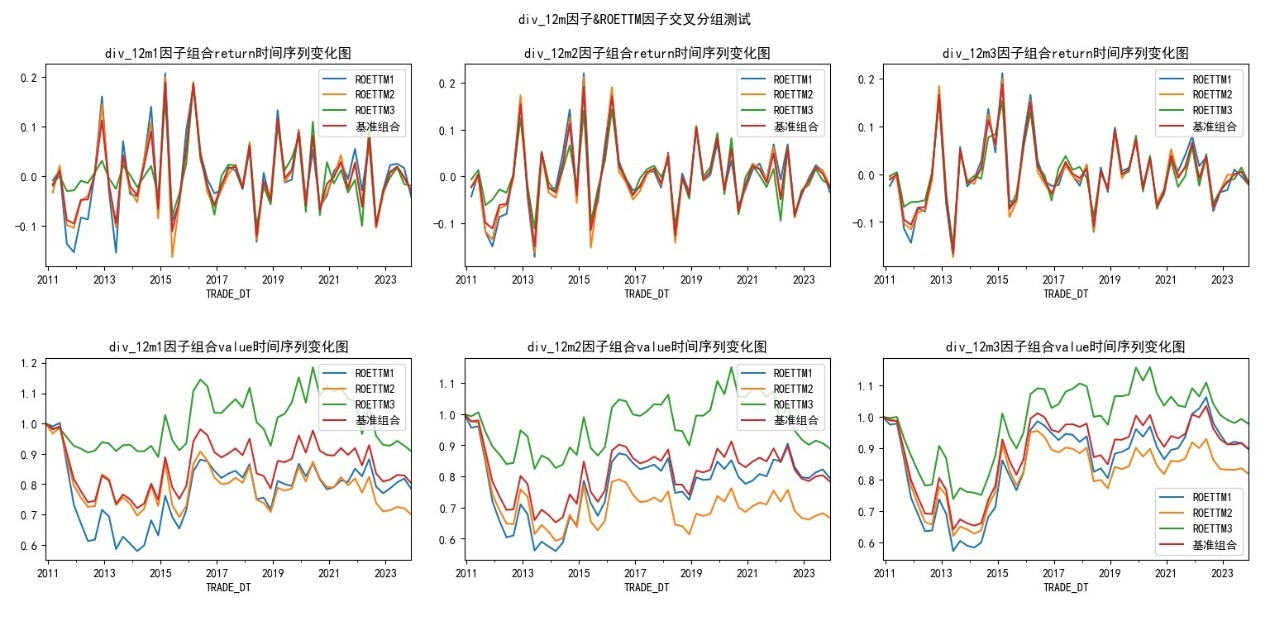 div_12m因子&ROETTM因子交叉分组测试
div_12m1因子组合return时间序列变化图
0.2
0.1
0.0
−0.1
2011 2013 2015 2017 2019 2021 2023
TRADE_DT
ROETTM1
ROETTM2
ROETTM3
基准组合
div_12m2因子组合return时间序列变化图
0.2
0.1
0.0
−0.1
2011 2013 2015 2017 2019 2021 2023
TRADE_DT
ROETTM1
ROETTM2
ROETTM3
基准组合
div_12m3因子组合return时间序列变化图
0.2
0.1
0.0
−0.1
2011 2013 2015 2017 2019 2021 2023
TRADE_DT
ROETTM1
ROETTM2
ROETTM3
基准组合
div_12m1因子组合value时间序列变化图
1.2
1.1
1.0
0.9
0.8
0.7
0.6
2011 2013 2015 2017 2019 2021 2023
TRADE_DT
ROETTM1
ROETTM2
ROETTM3
基准组合
div_12m2因子组合value时间序列变化图
1.1
1.0
0.9
0.8
0.7
0.6
2011 2013 2015 2017 2019 2021 2023
TRADE_DT
ROETTM1
ROETTM2
ROETTM3
基准组合
div_12m3因子组合value时间序列变化图
1.1
1.0
0.9
0.8
0.7
0.6
2011 2013 2015 2017 2019 2021 2023
TRADE_DT
ROETTM1
ROETTM2
ROETTM3
基准组合